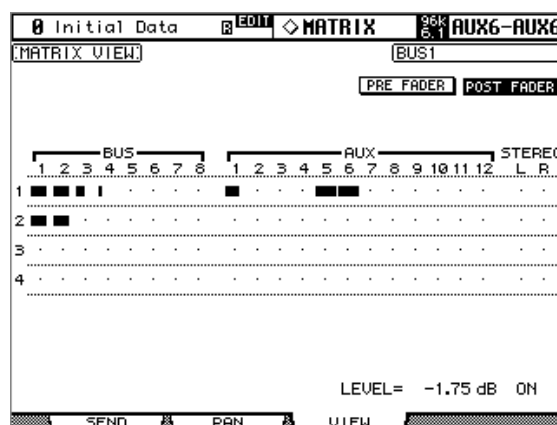 0 Initial Data R EDIT ◇MATRIX 96k 6.1 AUX6-AUX6
MATRIX VIEW BUS1
PRE FADER POST FADER
BUS AUX STEREO
1 2 3 4 5 6 7 8 1 2 3 4 5 6 7 8 9 10 11 12 L R
1
2
3
4
LEVEL= -1.75 dB ON
SEND PAN VIEW